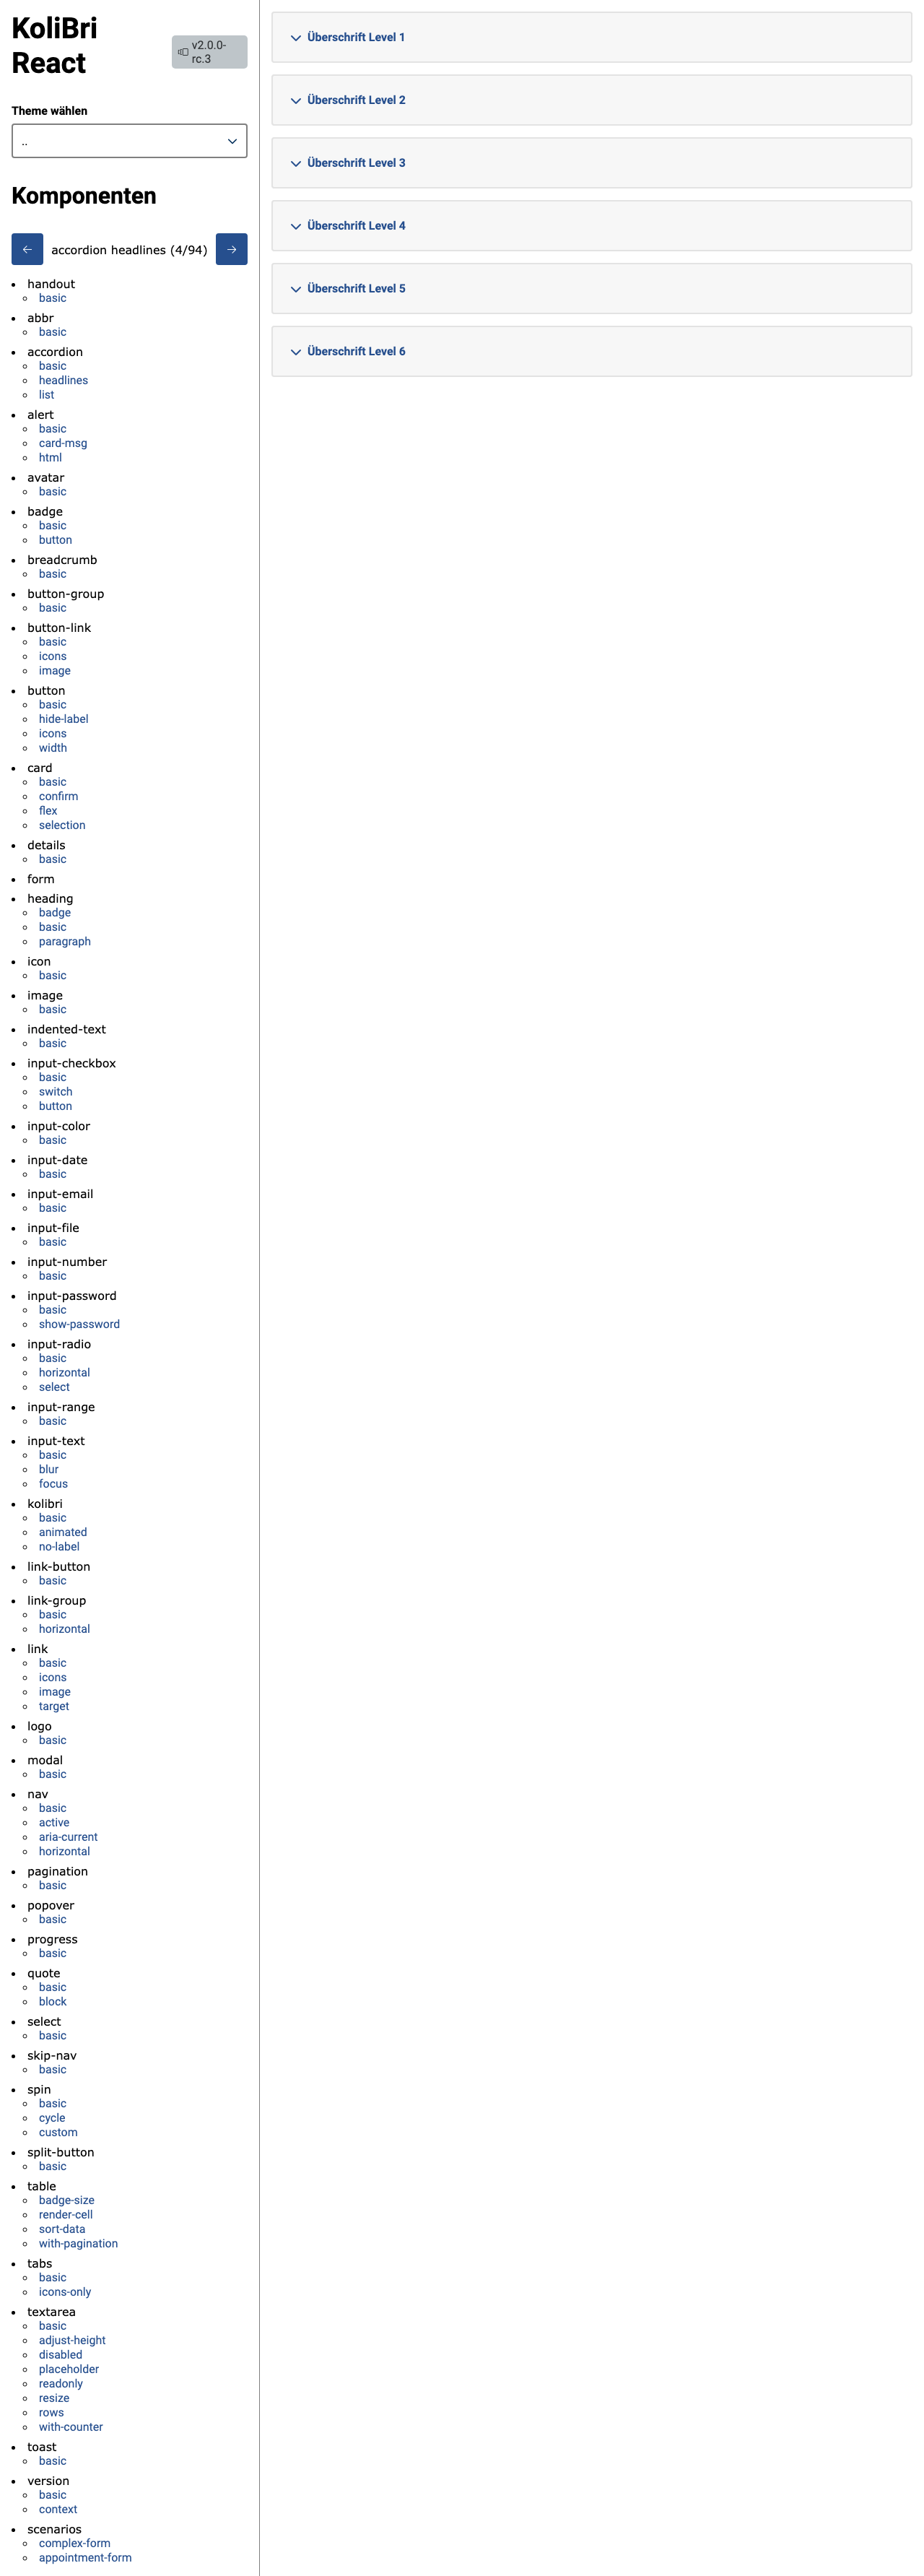 KoliBri
React
v2.0.0-
rc.3
Theme wählen
..
Komponenten
accordion headlines (4/94)
handout
basic
abbr
basic
accordion
basic
headlines
list
alert
basic
card-msg
html
avatar
basic
badge
basic
button
breadcrumb
basic
button-group
basic
button-link
basic
icons
image
button
basic
hide-label
icons
width
card
basic
confirm
flex
selection
details
basic
form
heading
badge
basic
paragraph
icon
basic
image
basic
indented-text
basic
input-checkbox
basic
switch
button
input-color
basic
input-date
basic
input-email
basic
input-file
basic
input-number
basic
input-password
basic
show-password
input-radio
basic
horizontal
select
input-range
basic
input-text
basic
blur
focus
kolibri
basic
animated
no-label
link-button
basic
link-group
basic
horizontal
link
basic
icons
image
target
logo
basic
modal
basic
nav
basic
active
aria-current
horizontal
pagination
basic
popover
basic
progress
basic
quote
basic
block
select
basic
skip-nav
basic
spin
basic
cycle
custom
split-button
basic
table
badge-size
render-cell
sort-data
with-pagination
tabs
basic
icons-only
textarea
basic
adjust-height
disabled
placeholder
readonly
resize
rows
with-counter
toast
basic
version
basic
context
scenarios
complex-form
appointment-form
Überschrift Level 1
Überschrift Level 2
Überschrift Level 3
Überschrift Level 4
Überschrift Level 5
Überschrift Level 6